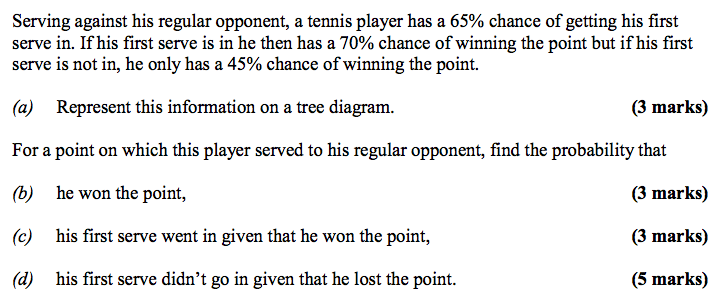 Serving against his regular opponent, a tennis player has a 65% chance of getting his first
serve in. If his first serve is in he then has a 70% chance of winning the point but if his first
serve is not in, he only has a 45% chance of winning the point.
(a) Represent this information on a tree diagram. (3 marks)
For a point on which this player served to his regular opponent, find the probability that
(b) he won the point, (3 marks)
(c) his first serve went in given that he won the point, (3 marks)
(d) his first serve didn't go in given that he lost the point. (5 marks)